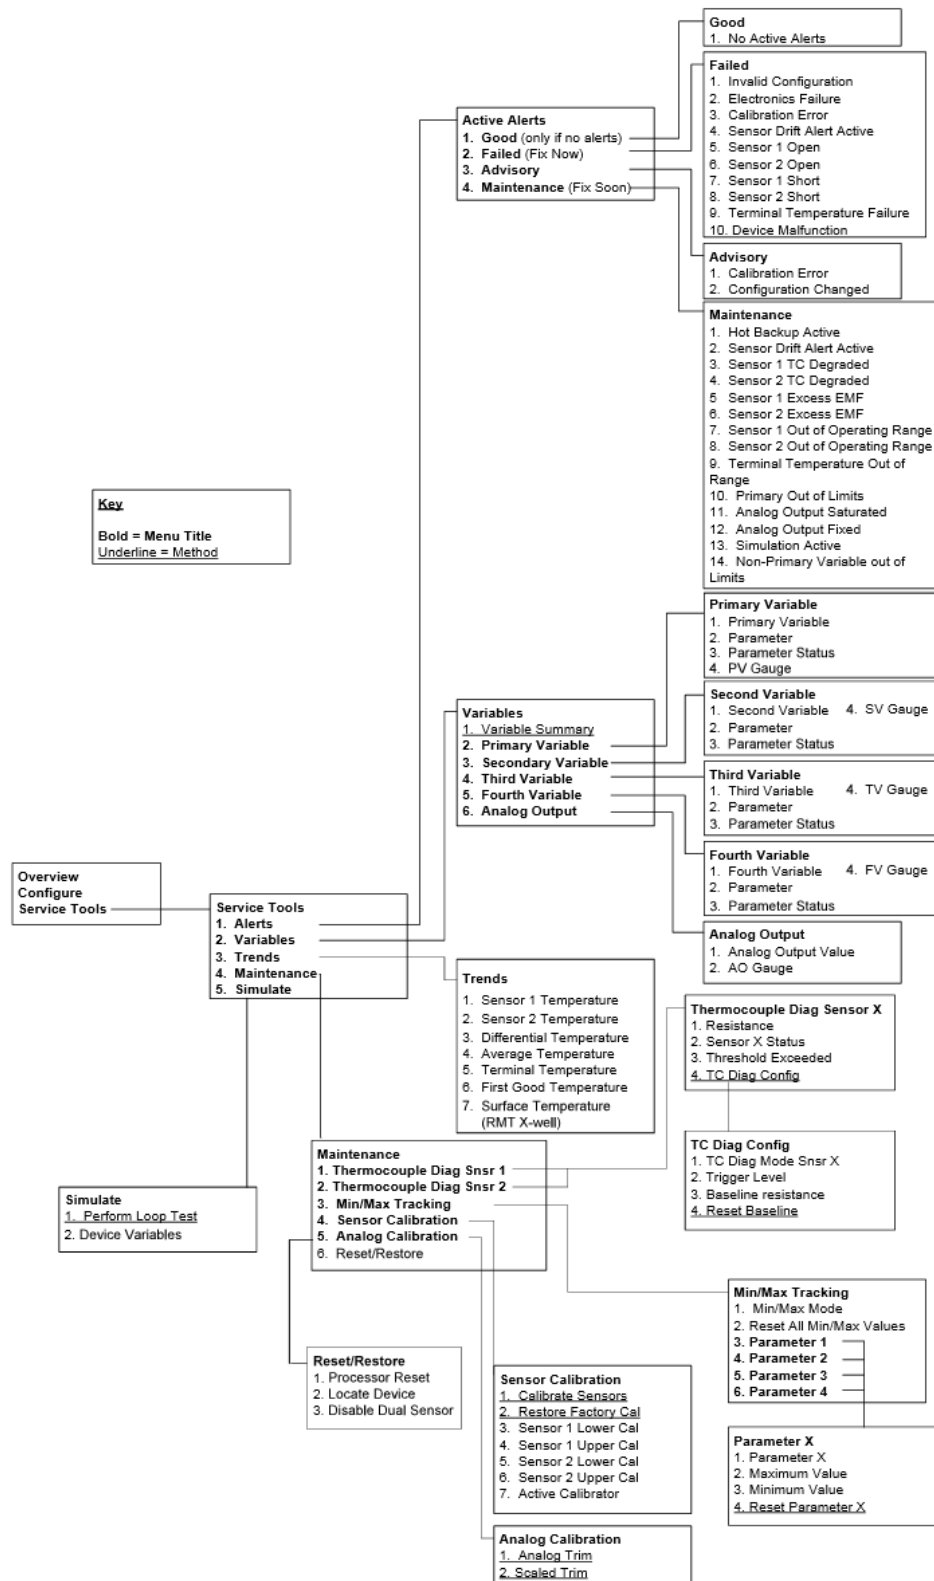 Good
1. No Active Alerts
Failed
1. Invalid Configuration
2. Electronics Failure
3. Calibration Error
4. Sensor Drift Alert Active
5. Sensor 1 Open
6. Sensor 2 Open
7. Sensor 1 Short
8. Sensor 2 Short
9. Terminal Temperature Failure
10. Device Malfunction
Active Alerts
1. Good (only if no alerts)
2. Failed (Fix Now)
3. Advisory
4. Maintenance (Fix Soon)
Advisory
1. Calibration Error
2. Configuration Changed
Maintenance
1. Hot Backup Active
2. Sensor Drift Alert Active
3. Sensor 1 TC Degraded
4. Sensor 2 TC Degraded
5 Sensor 1 Excess EMF
6. Sensor 2 Excess EMF
7. Sensor 1 Out of Operating Range
8. Sensor 2 Out of Operating Range
9. Terminal Temperature Out of
Range
10. Primary Out of Limits
11. Analog Output Saturated
12. Analog Output Fixed
13. Simulation Active
14. Non-Primary Variable out of
Limits
Key
Bold = Menu Title
Underline = Method
Primary Variable
1. Primary Variable
2. Parameter
3. Parameter Status
4. PV Gauge
Variables
1. Variable Summary
2. Primary Variable
3. Secondary Variable
4. Third Variable
5. Fourth Variable
6. Analog Output
Second Variable
1. Second Variable 4. SV Gauge
2. Parameter
3. Parameter Status
Third Variable
1. Third Variable 4. TV Gauge
2. Parameter
3. Parameter Status
Fourth Variable
1. Fourth Variable 4. FV Gauge
2. Parameter
3. Parameter Status
Analog Output
1. Analog Output Value
2. AO Gauge
Overview
Configure
Service Tools
Service Tools
1. Alerts
2. Variables
3. Trends
4. Maintenance
5. Simulate
Trends
1. Sensor 1 Temperature
2. Sensor 2 Temperature
3. Differential Temperature
4. Average Temperature
5. Terminal Temperature
6. First Good Temperature
7. Surface Temperature
(RMT X-well)
Thermocouple Diag Sensor X
1. Resistance
2. Sensor X Status
3. Threshold Exceeded
4. TC Diag Config
TC Diag Config
1. TC Diag Mode Snsr X
2. Trigger Level
3. Baseline resistance
4. Reset Baseline
Maintenance
1. Thermocouple Diag Snsr 1
2. Thermocouple Diag Snsr 2
3. Min/Max Tracking
4. Sensor Calibration
5. Analog Calibration
6. Reset/Restore
Simulate
1. Perform Loop Test
2. Device Variables
Min/Max Tracking
1. Min/Max Mode
2. Reset All Min/Max Values
3. Parameter 1
4. Parameter 2
5. Parameter 3
6. Parameter 4
Reset/Restore
1. Processor Reset
2. Locate Device
3. Disable Dual Sensor
Sensor Calibration
1. Calibrate Sensors
2. Restore Factory Cal
3. Sensor 1 Lower Cal
4. Sensor 1 Upper Cal
5. Sensor 2 Lower Cal
6. Sensor 2 Upper Cal
7. Active Calibrator
Parameter X
1. Parameter X
2. Maximum Value
3. Minimum Value
4. Reset Parameter X
Analog Calibration
1. Analog Trim
2. Scaled Trim